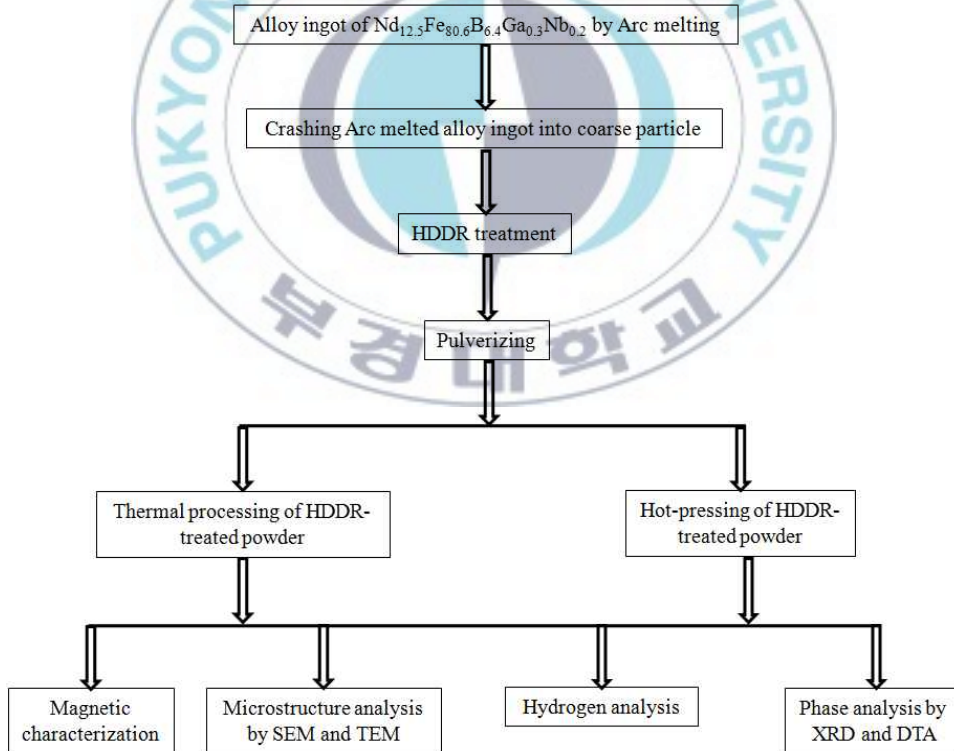 Alloy ingot of Nd12.5Fe80.6B6.4Ga0.3Nb0.2 by Arc melting
Crashing Arc melted alloy ingot into coarse particle
HDDR treatment
Pulverizing
Thermal processing of HDDR-
treated powder
Hot-pressing of HDDR-
treated powder
Magnetic
characterization
Microstructure analysis
by SEM and TEM
Hydrogen analysis
Phase analysis by
XRD and DTA
부경대학교